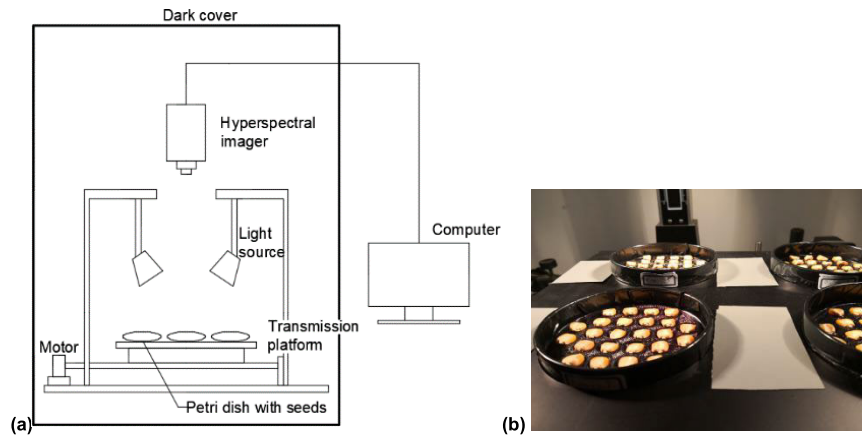 Dark cover
Hyperspectral
imager
Light
source
Computer
Transmission
platform
Motor
Petri dish with seeds
(a)
(b)